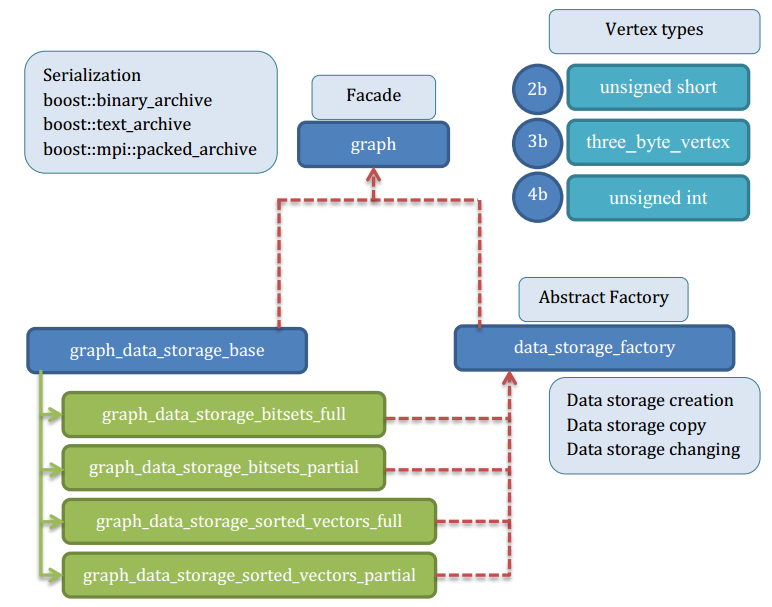 Vertex types
Serialization
boost::binary_archive
boost::text_archive
boost::mpi::packed_archive
Facade
graph
2b
unsigned short
3b
three_byte_vertex
4b
unsigned int
Abstract Factory
graph_data_storage_base
data_storage_factory
Data storage creation
Data storage copy
Data storage changing
graph_data_storage_bitsets_full
graph_data_storage_bitsets_partial
graph_data_storage_sorted_vectors_full
graph_data_storage_sorted_vectors_partial